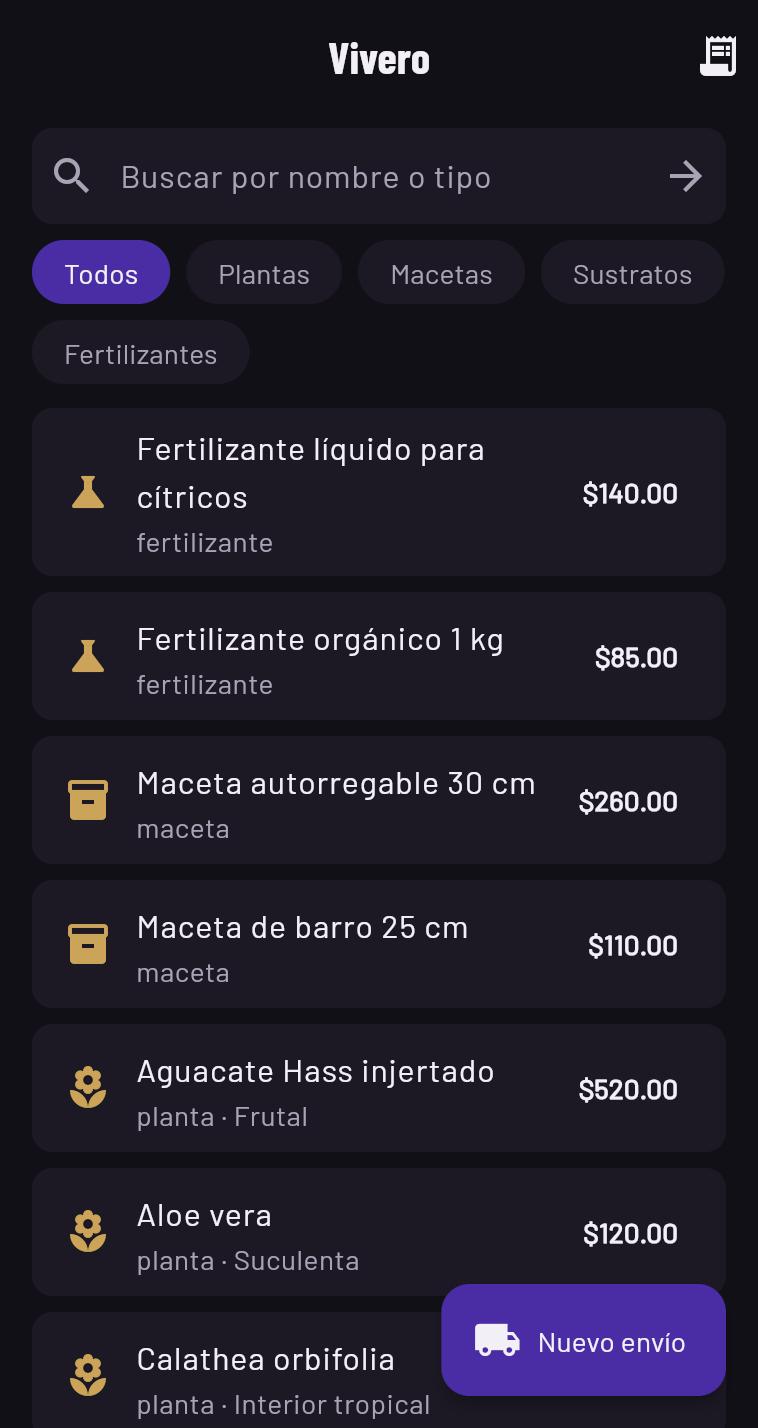 Vivero
Buscar por nombre o tipo
Todos
Plantas
Macetas
Sustratos
Fertilizantes
Fertilizante líquido para
cítricos
fertilizante
$140.00
Fertilizante orgánico 1 kg
fertilizante
$85.00
Maceta autorregable 30 cm
maceta
$260.00
Maceta de barro 25 cm
maceta
$110.00
Aguacate Hass injertado
planta · Frutal
$520.00
Aloe vera
planta · Suculenta
$120.00
Calathea orbifolia
planta · Interior tropical
Nuevo envío